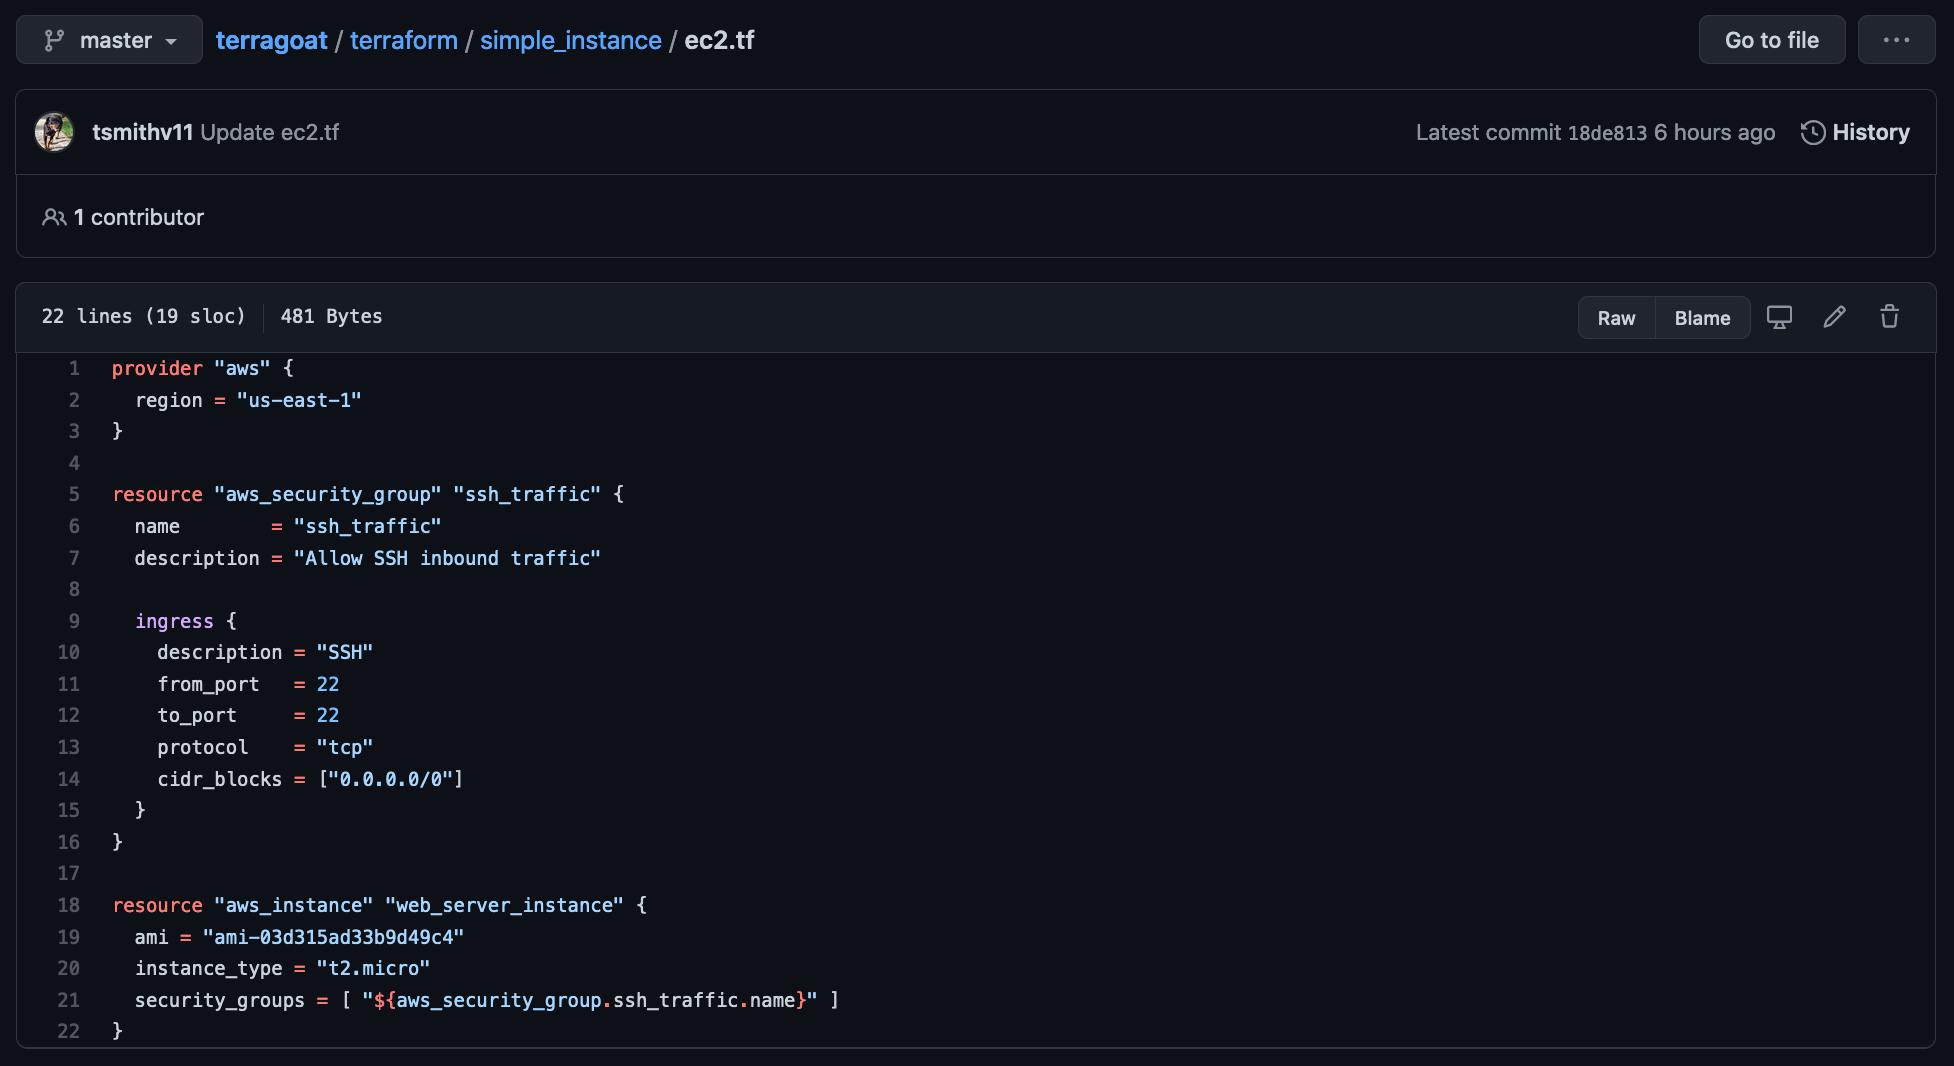 master terragoat / terraform / simple_instance / ec2.tf Go to file ...
tsmithv11 Update ec2.tf Latest commit 18de813 6 hours ago History
1 contributor
22 lines (19 sloc) 481 Bytes Raw Blame
1 provider "aws" {
2   region = "us-east-1"
3 }
4
5 resource "aws_security_group" "ssh_traffic" {
6   name        = "ssh_traffic"
7   description = "Allow SSH inbound traffic"
8
9   ingress {
10     description = "SSH"
11     from_port   = 22
12     to_port     = 22
13     protocol    = "tcp"
14     cidr_blocks = ["0.0.0.0/0"]
15   }
16 }
17
18 resource "aws_instance" "web_server_instance" {
19   ami = "ami-03d315ad33b9d49c4"
20   instance_type = "t2.micro"
21   security_groups = [ "${aws_security_group.ssh_traffic.name}" ]
22 }